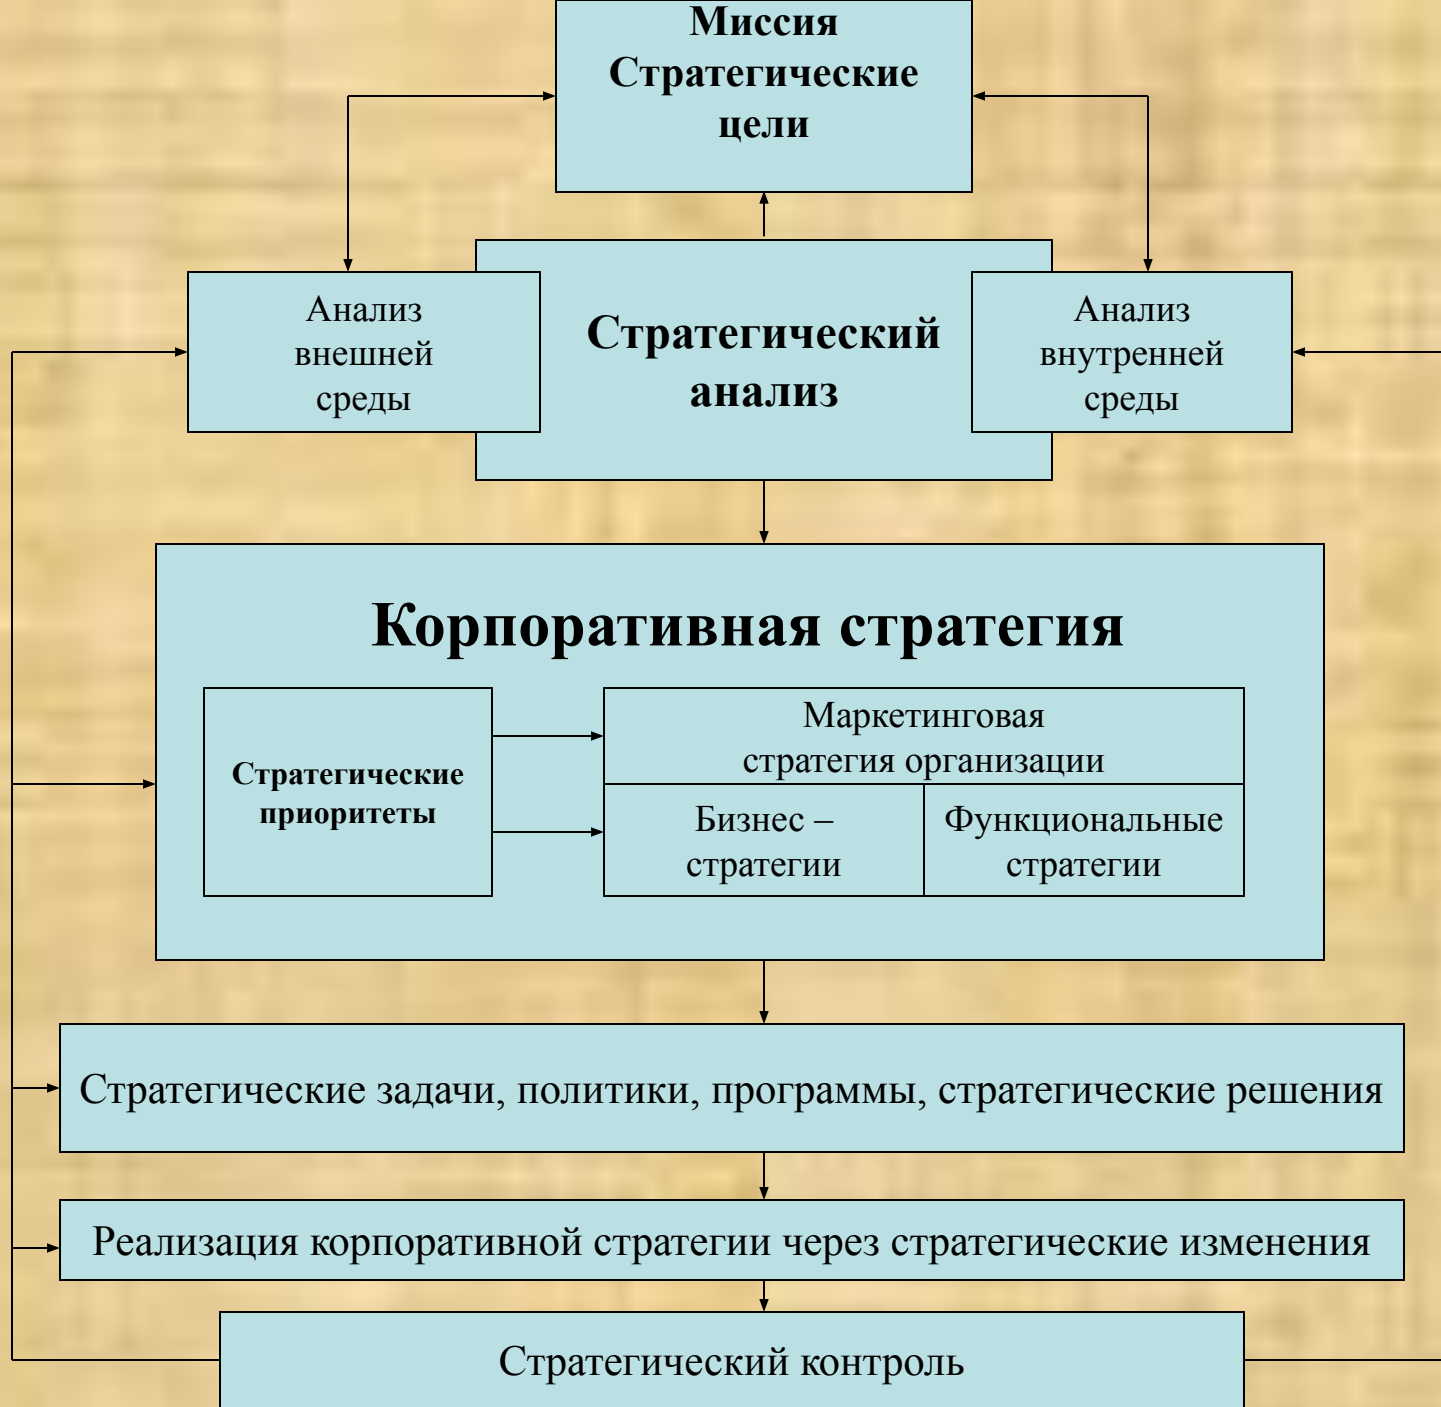 Миссия
Стратегические
цели
Анализ
внешней
среды
Стратегический
анализ
Анализ
внутренней
среды
Корпоративная стратегия
Стратегические
приоритеты
Маркетинговая
стратегия организации
Бизнес –
стратегии
Функциональные
стратегии
Стратегические задачи, политики, программы, стратегические решения
Реализация корпоративной стратегии через стратегические изменения
Стратегический контроль